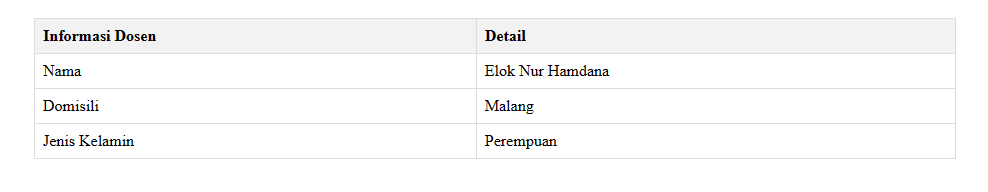 Informasi Dosen Detail
Nama Elok Nur Hamdana
Domisili Malang
Jenis Kelamin Perempuan